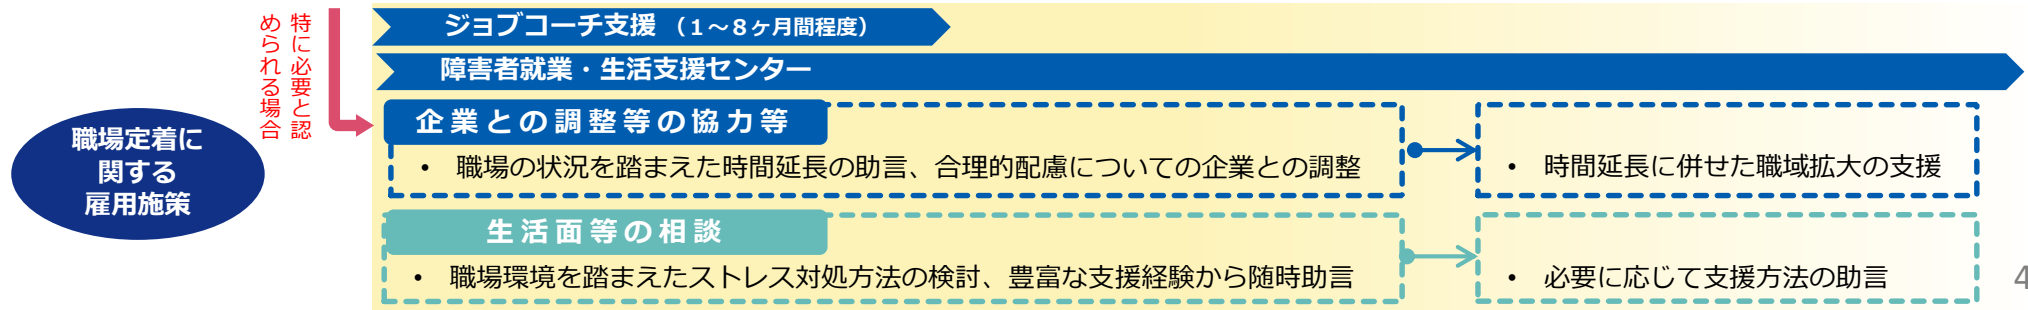 特に必要と認
められる場合
職場定着に
関する
雇用施策
ジョブコーチ支援 （１～８ヶ月間程度）
障害者就業・生活支援センター
企業との調整等の協力等
• 職場の状況を踏まえた時間延長の助言、合理的配慮についての企業との調整
• 時間延長に併せた職域拡大の支援
生活面等の相談
• 職場環境を踏まえたストレス対処方法の検討、豊富な支援経験から随時助言
• 必要に応じて支援方法の助言
4